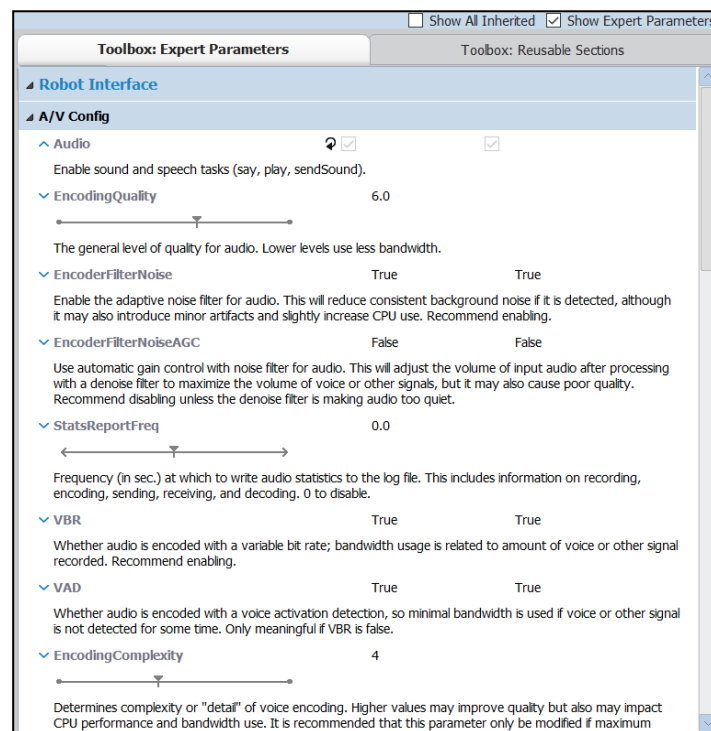 Show All Inherited Show Expert Parameters
Toolbox: Expert Parameters Toolbox: Reusable Sections
Robot Interface
A/V Config
Audio
Enable sound and speech tasks (say, play, sendSound).
EncodingQuality 6.0
The general level of quality for audio. Lower levels use less bandwidth.
EncoderFilterNoise True True
Enable the adaptive noise filter for audio. This will reduce consistent background noise if it is detected, although
it may also introduce minor artifacts and slightly increase CPU use. Recommend enabling.
EncoderFilterNoiseAGC False False
Use automatic gain control with noise filter for audio. This will adjust the volume of input audio after processing
with a denoise filter to maximize the volume of voice or other signals, but it may also cause poor quality.
Recommend disabling unless the denoise filter is making audio too quiet.
StatsReportFreq 0.0
Frequency (in sec.) at which to write audio statistics to the log file. This includes information on recording,
encoding, sending, receiving, and decoding. 0 to disable.
VBR True True
Whether audio is encoded with a variable bit rate; bandwidth usage is related to amount of voice or other signal
recorded. Recommend enabling.
VAD True True
Whether audio is encoded with a voice activation detection, so minimal bandwidth is used if voice or other signal
is not detected for some time. Only meaningful if VBR is false.
EncodingComplexity 4
Determines complexity or "detail" of voice encoding. Higher values may improve quality but also may impact
CPU performance and bandwidth use. It is recommended that this parameter only be modified if maximum